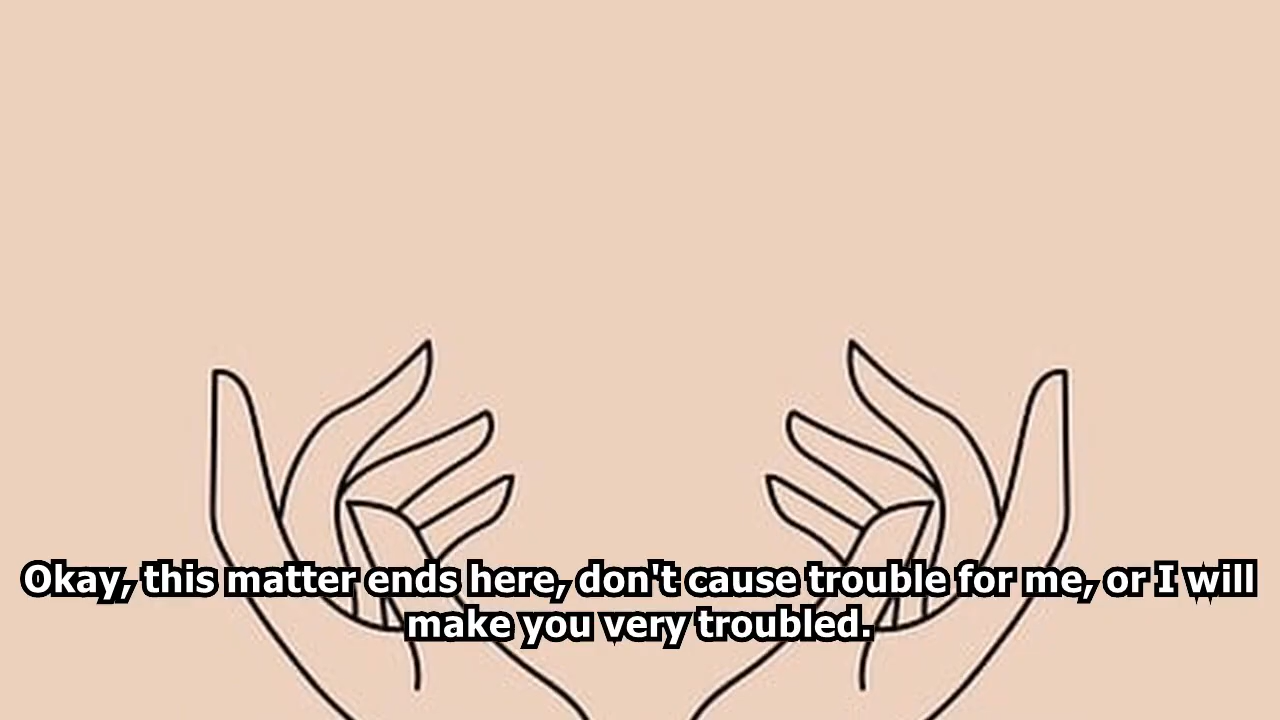 Okay, this matter ends here, don't cause trouble for me, or I will
make you very troubled.